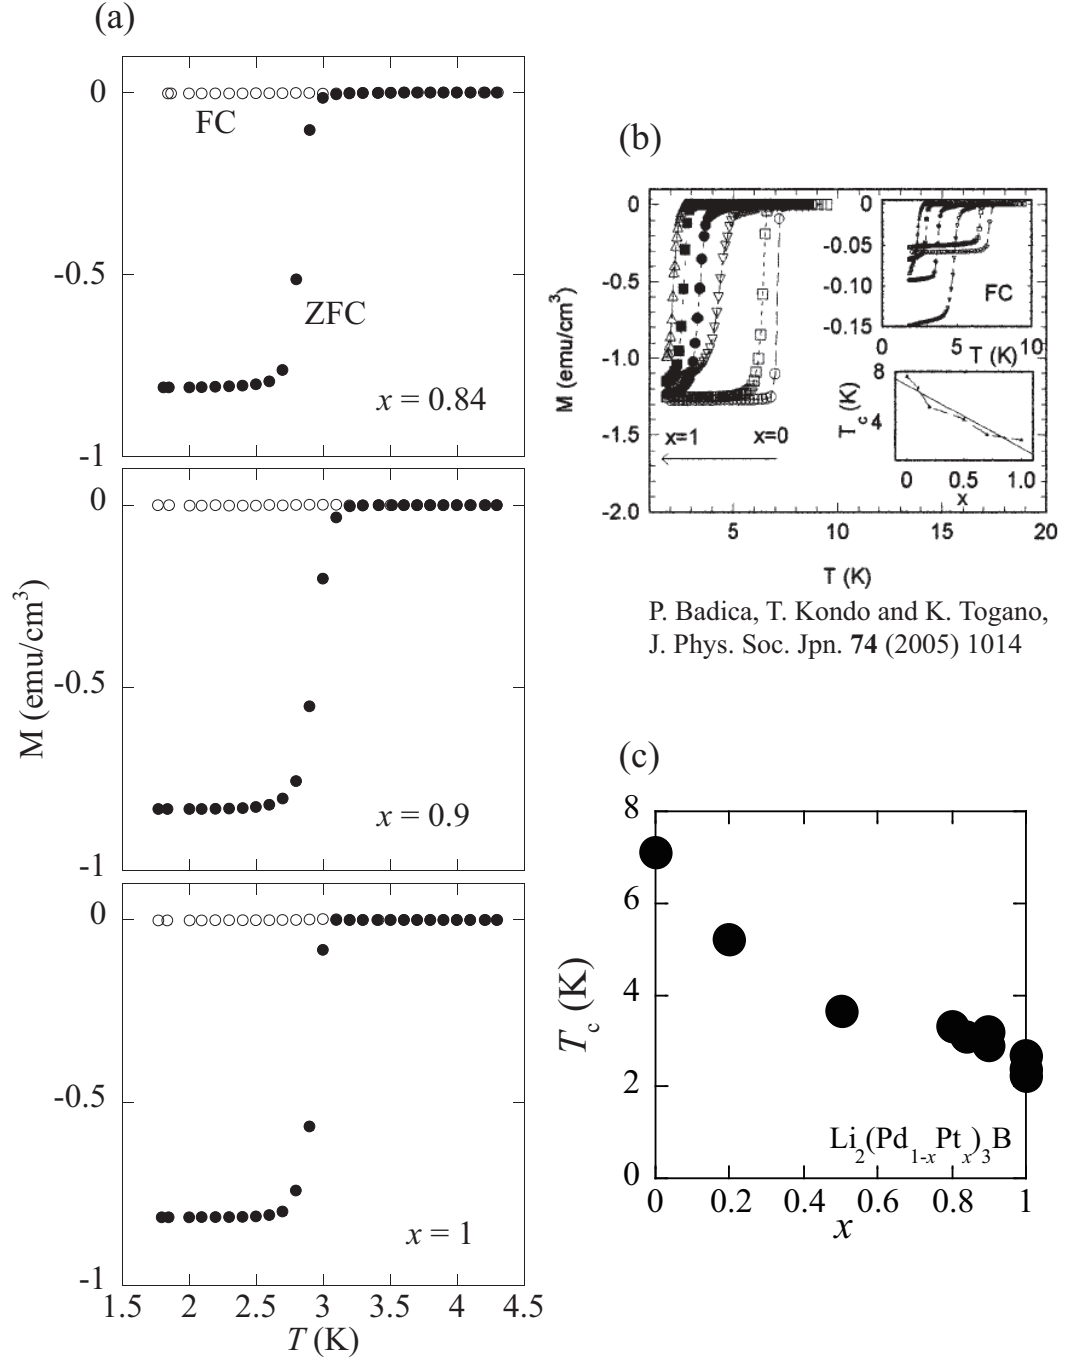 (a)
0
FC
-0.5
ZFC
x = 0.84
-1
0
-0.5
x = 0.9
-1
0
-0.5
x = 1
-1
1.5 2 2.5 3 3.5 4 4.5
T (K)
M (emu/cm³)
(b)
0
-0.5
-1.0
-1.5
-2.0
M (emu/cm³)
x=1 x=0
5 10 15 20
T (K)
0
-0.05
-0.10
-0.15
FC
0 5 10
T (K)
8
4
T_c (K)
0 0.5 1.0
x
P. Badica, T. Kondo and K. Togano,
J. Phys. Soc. Jpn. 74 (2005) 1014
(c)
8
6
4
2
0
T_c (K)
Li₂(Pd₁₋ₓPtₓ)₃B
0 0.2 0.4 0.6 0.8 1
x